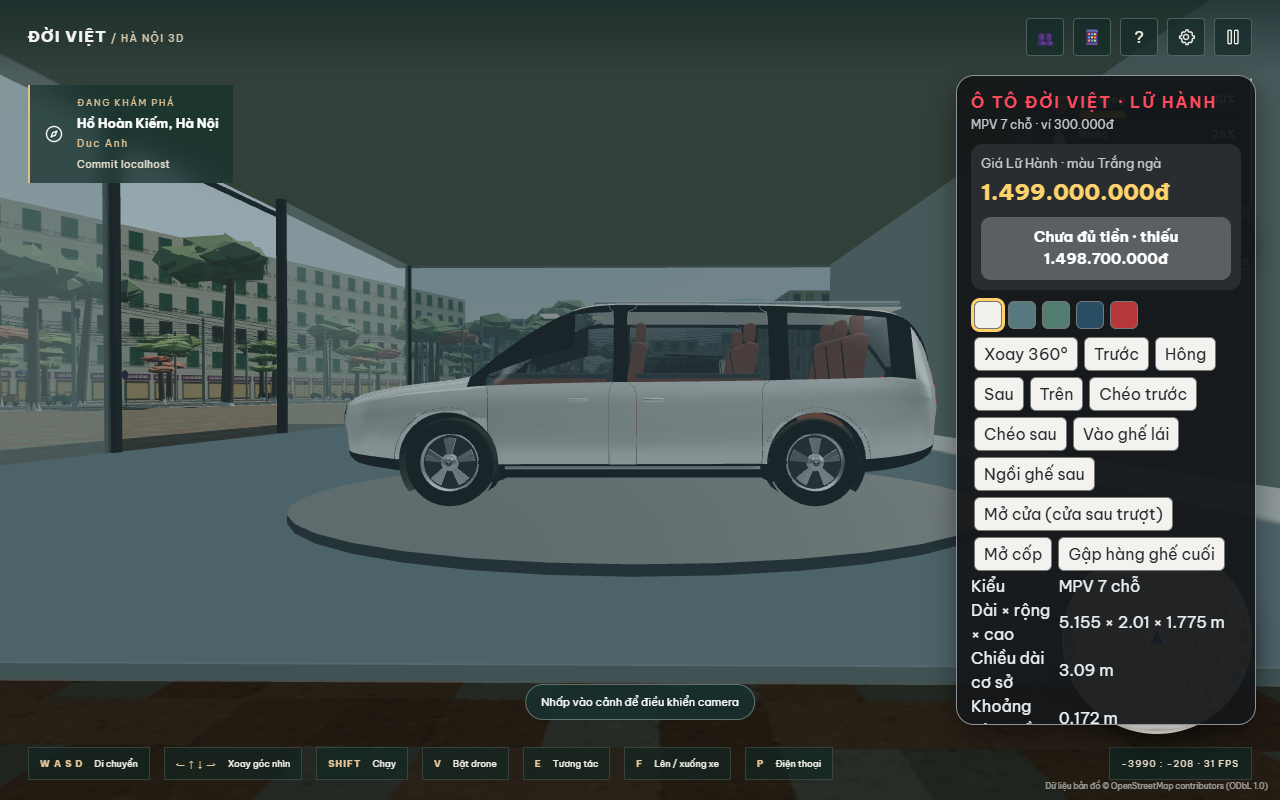 ĐỜI VIỆT / HÀ NỘI 3D
?
ĐANG KHÁM PHÁ
Hồ Hoàn Kiếm, Hà Nội
Duc Anh
Commit localhost
Ô TÔ ĐỜI VIỆT · LỮ HÀNH
MPV 7 chỗ · ví 300.000đ
25%
Giá Lữ Hành · màu Trắng ngà
1.499.000.000đ
Chưa đủ tiền · thiếu
1.498.700.000đ
Xoay 360° Trước Hông
Sau Trên Chéo trước
Chéo sau Vào ghế lái
Ngồi ghế sau
Mở cửa (cửa sau trượt)
Mở cốp Gập hàng ghế cuối
Kiểu MPV 7 chỗ
Dài × rộng
× cao 5.155 × 2.01 × 1.775 m
Chiều dài
cơ sở 3.09 m
Khoảng
0.172 m
Nhấp vào cảnh để điều khiển camera
W A S D Di chuyển
←↑↓→ Xoay góc nhìn
SHIFT Chạy
V Bật drone
E Tương tác
F Lên / xuống xe
P Điện thoại
-3990 : -208 · 31 FPS
Dữ liệu bản đồ © OpenStreetMap contributors (ODbL 1.0)